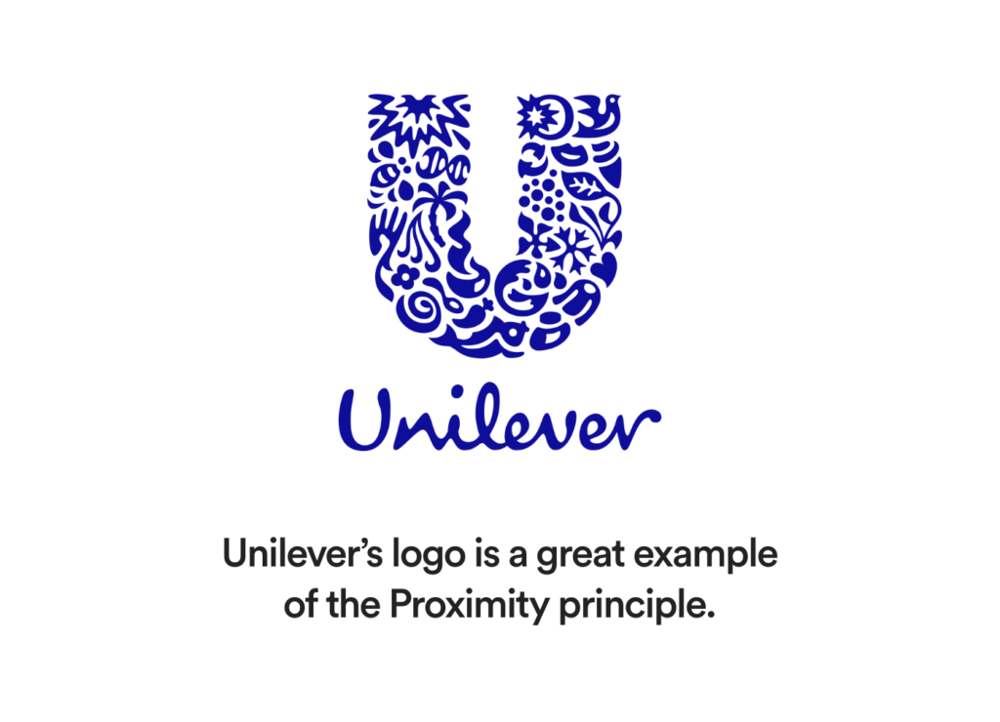 U
Unilever
Unilever’s logo is a great example
of the Proximity principle.